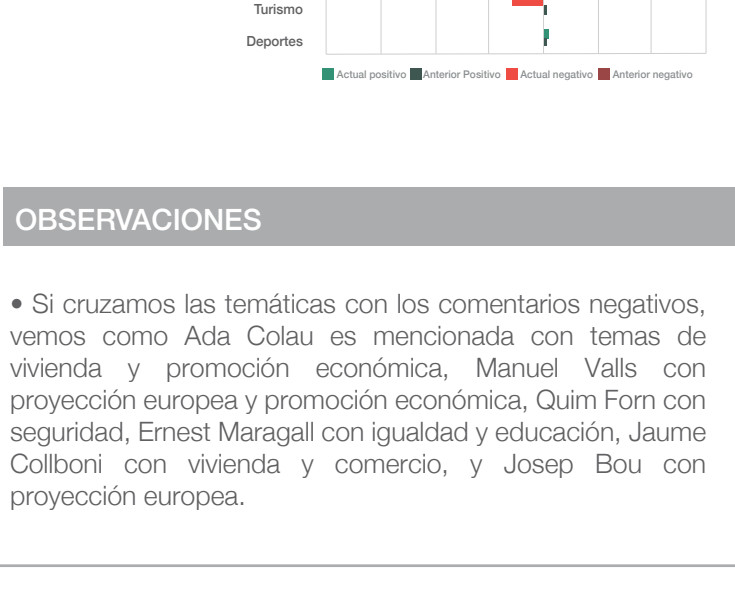 Turismo
Deportes
Actual positivo Anterior Positivo Actual negativo Anterior negativo
OBSERVACIONES
• Si cruzamos las temáticas con los comentarios negativos,
vemos como Ada Colau es mencionada con temas de
vivienda y promoción económica, Manuel Valls con
proyección europea y promoción económica, Quim Forn con
seguridad, Ernest Maragall con igualdad y educación, Jaume
Collboni con vivienda y comercio, y Josep Bou con
proyección europea.